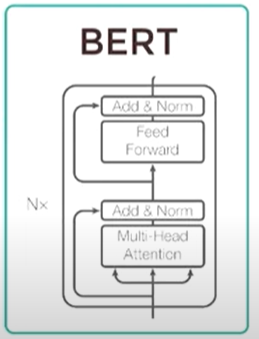 BERT
Add & Norm
Feed
Forward
Nx
Add & Norm
Multi-Head
Attention